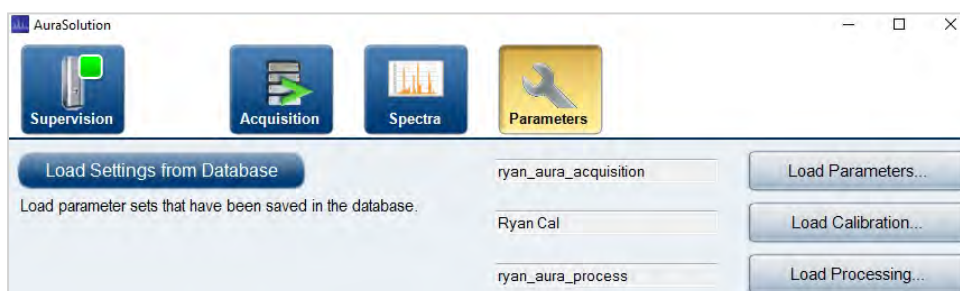 AuraSolution
Supervision
Acquisition
Spectra
Parameters
Load Settings from Database
Load parameter sets that have been saved in the database.
ryan_aura_acquisition
Load Parameters...
Ryan Cal
Load Calibration...
ryan_aura_process
Load Processing...